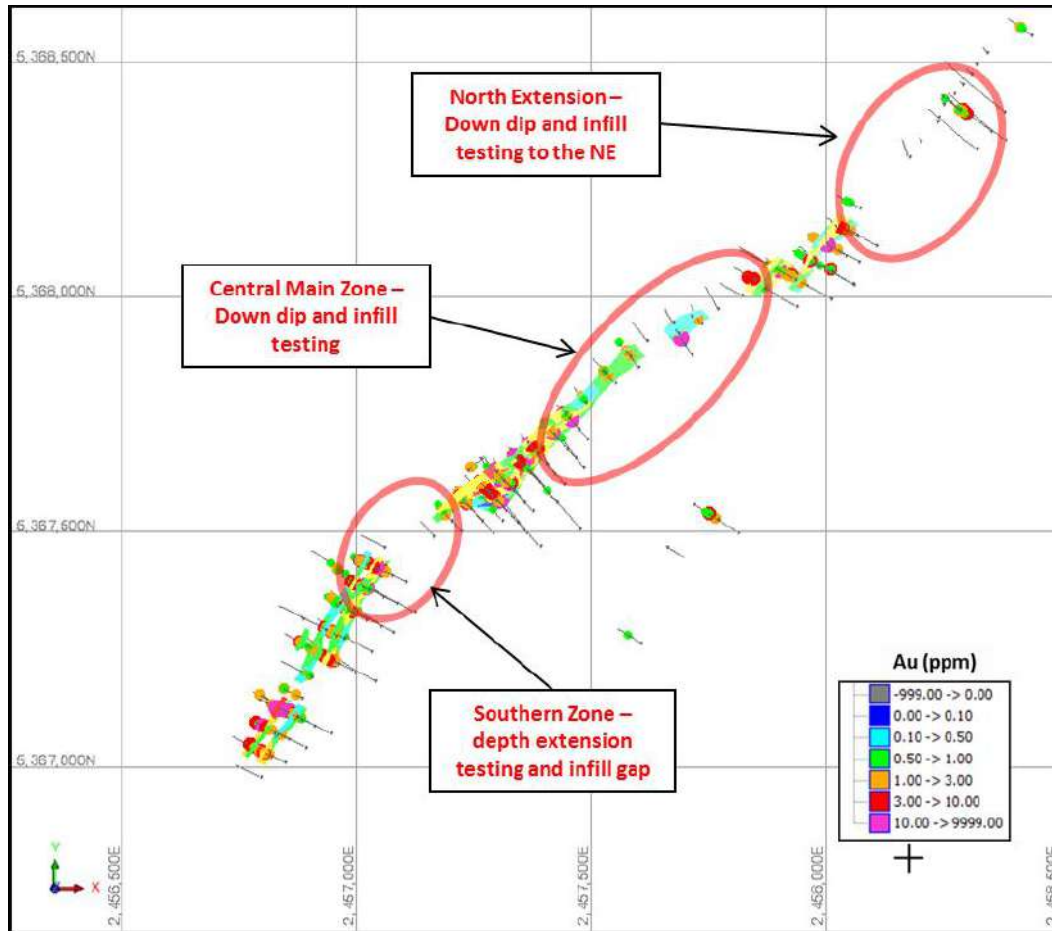 5,368,500N
North Extension –
Down dip and infill
testing to the NE
5,368,000N
Central Main Zone –
Down dip and infill
testing
5,367,600N
Southern Zone –
depth extension
testing and infill gap
5,367,000N
Au (ppm)
-999.00 -> 0.00
0.00 -> 0.10
0.10 -> 0.50
0.50 -> 1.00
1.00 -> 3.00
3.00 -> 10.00
10.00 -> 9999.00
Y
X
2,456,500E
2,457,000E
2,457,500E
2,458,000E
2,458,500E